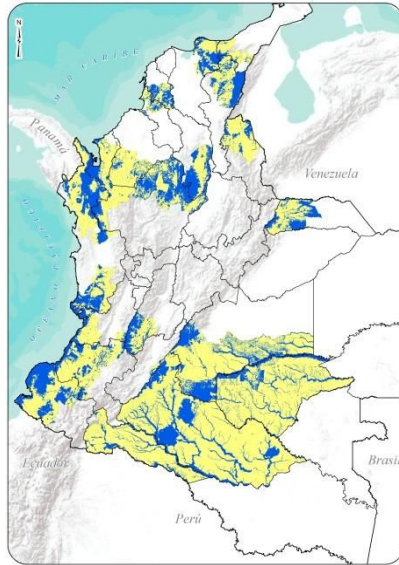 N
MAR CARIBE
Panamá
Venezuela
Ecuador
Perú
Brasil